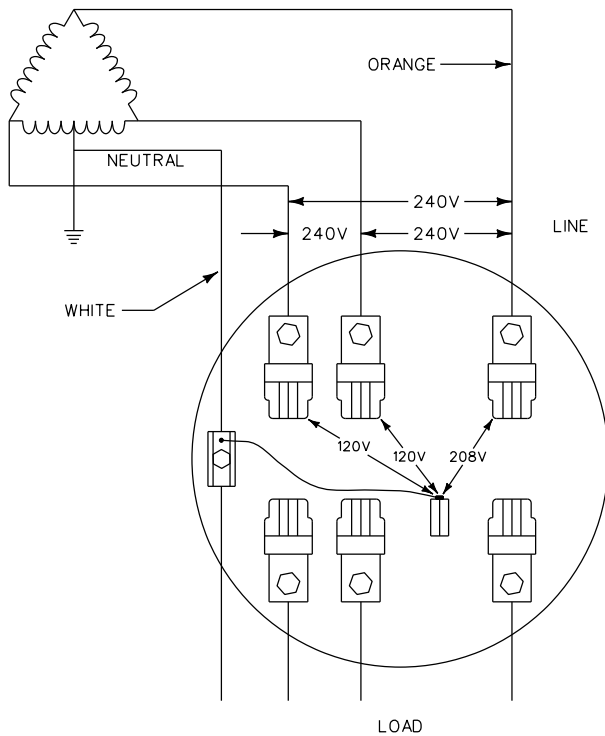 ORANGE
NEUTRAL
240V
240V
240V
LINE
WHITE
120V
120V
208V
LOAD